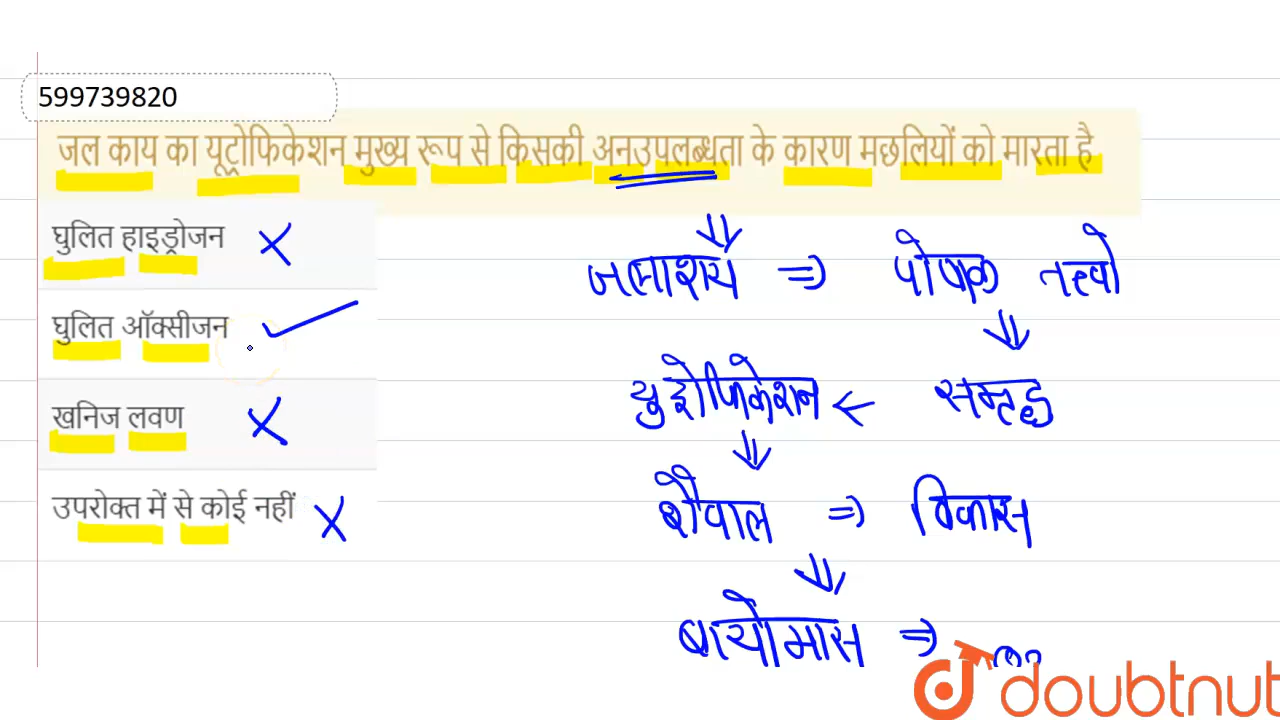 599739820
जल काय का यूट्रोफिकेशन मुख्य रूप से किसकी अनउपलब्धता के कारण मछलियों को मारता है
घुलित हाइड्रोजन
घुलित ऑक्सीजन
खनिज लवण
उपरोक्त में से कोई नहीं
जलाशय ⇒ पोषक तत्वो
युट्रोफिकेशन ← समृद्ध
शैवाल ⇒ विकास
बायोमास ⇒
doubtnut